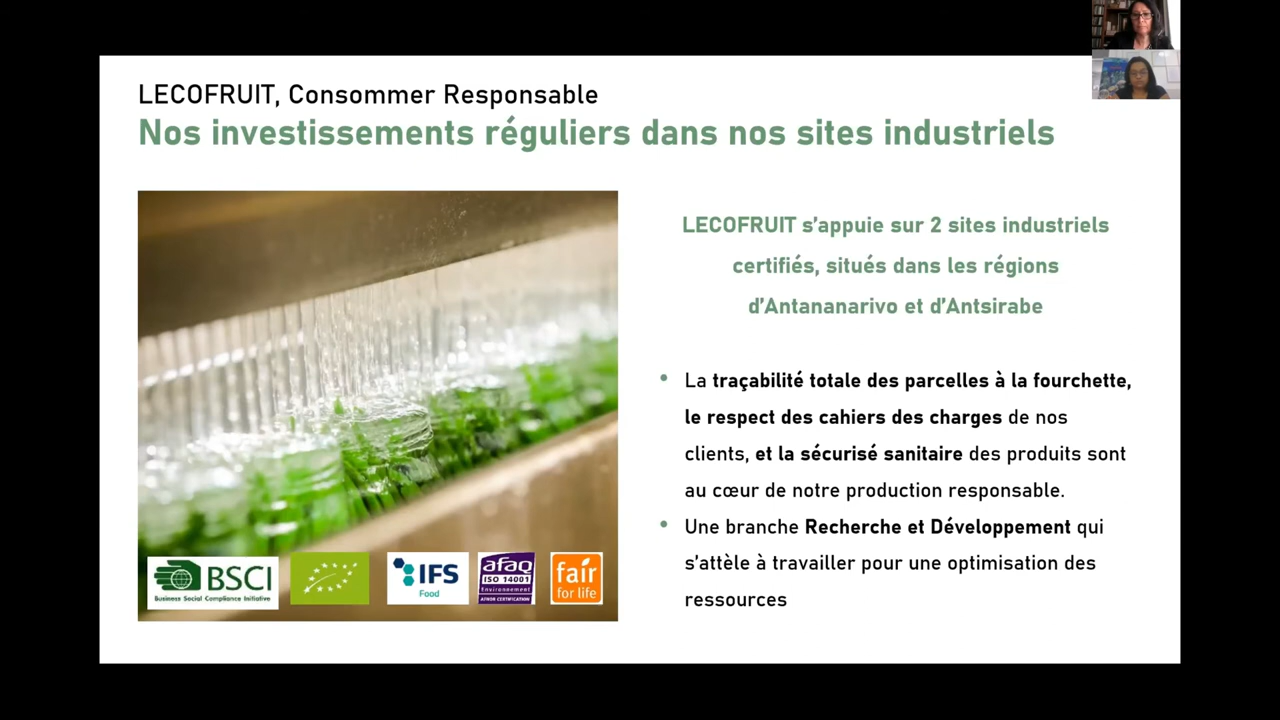 LECOFRUIT, Consommer Responsable
Nos investissements réguliers dans nos sites industriels
LECOFRUIT s’appuie sur 2 sites industriels
certifiés, situés dans les régions
d’Antananarivo et d’Antsirabe
• La traçabilité totale des parcelles à la fourchette,
le respect des cahiers des charges de nos
clients, et la sécurisé sanitaire des produits sont
au cœur de notre production responsable.
• Une branche Recherche et Développement qui
s’attèle à travailler pour une optimisation des
ressources
BSCI
Business Social Compliance Initiative
IFS
Food
afaq
ISO 14001
Environnement
AFNOR CERTIFICATION
fair
for life